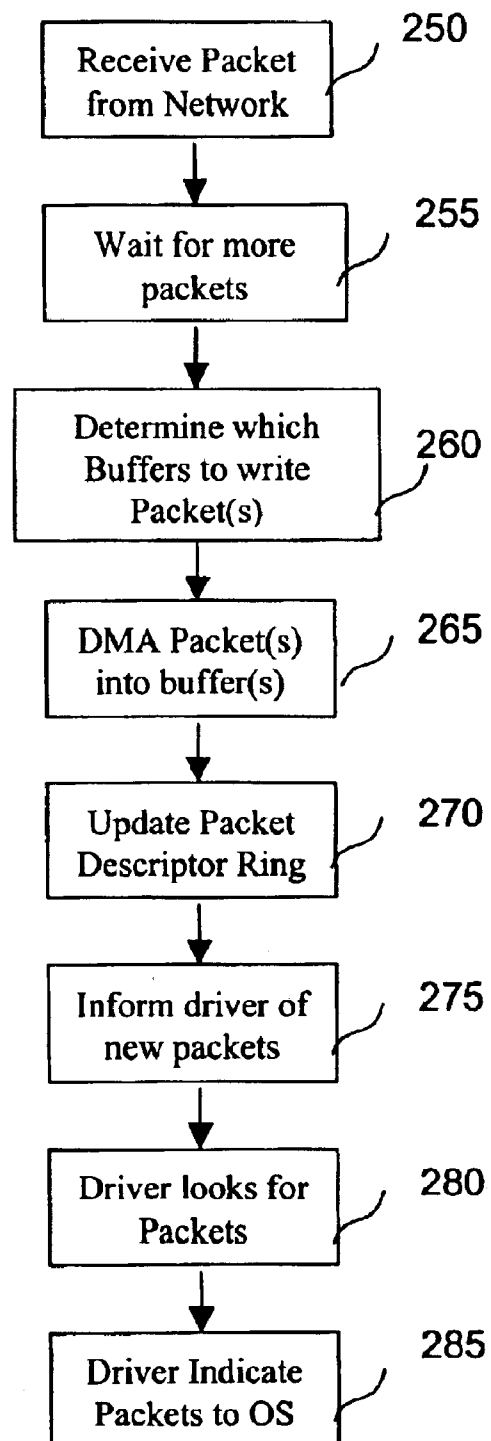 250
Receive Packet
from Network
255
Wait for more
packets
Determine which
Buffers to write
Packet(s)
260
DMA Packet(s)
into buffer(s)
265
Update Packet
Descriptor Ring
270
Inform driver of
new packets
275
Driver looks for
Packets
280
Driver Indicate
Packets to OS
285